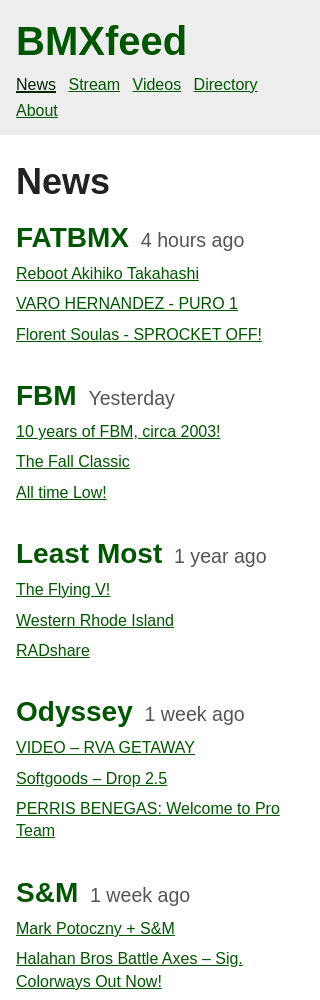 BMXfeed
News Stream Videos Directory
About
News
FATBMX 4 hours ago
Reboot Akihiko Takahashi
VARO HERNANDEZ - PURO 1
Florent Soulas - SPROCKET OFF!
FBM Yesterday
10 years of FBM, circa 2003!
The Fall Classic
All time Low!
Least Most 1 year ago
The Flying V!
Western Rhode Island
RADshare
Odyssey 1 week ago
VIDEO – RVA GETAWAY
Softgoods – Drop 2.5
PERRIS BENEGAS: Welcome to Pro
Team
S&M 1 week ago
Mark Potoczny + S&M
Halahan Bros Battle Axes – Sig.
Colorways Out Now!